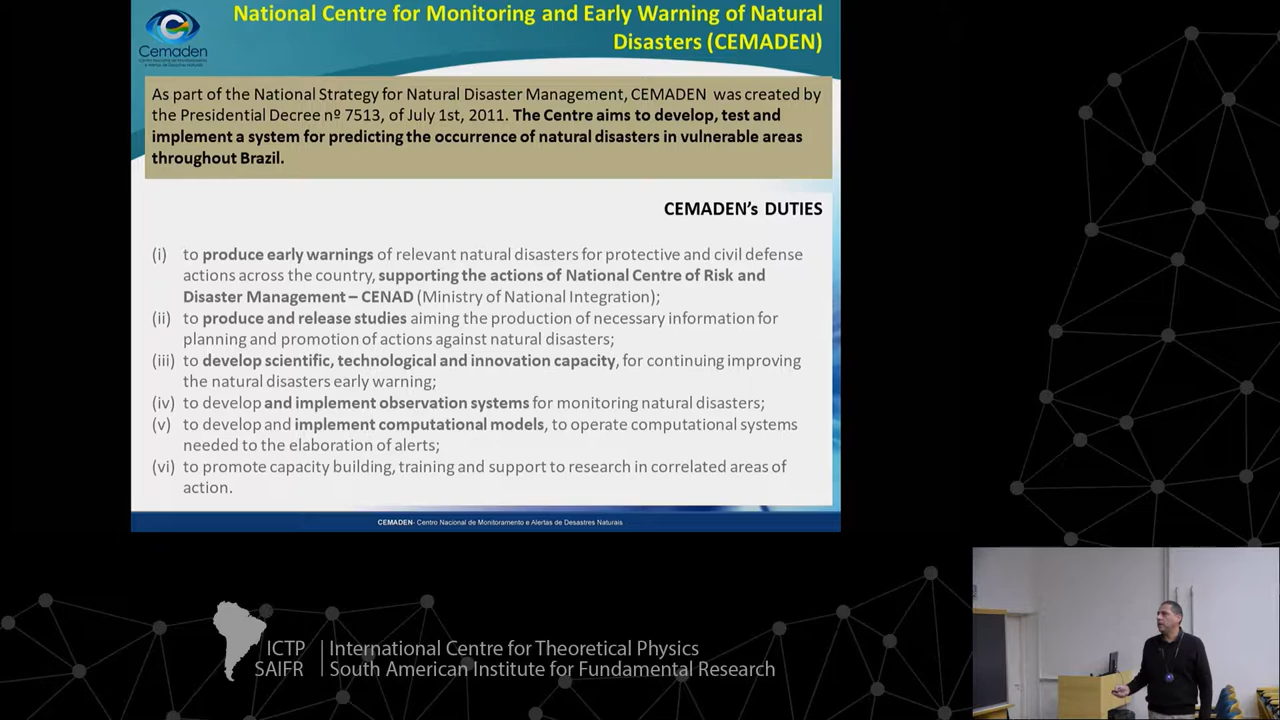 National Centre for Monitoring and Early Warning of Natural
Disasters (CEMADEN)
Cemaden
As part of the National Strategy for Natural Disaster Management, CEMADEN was created by
the Presidential Decree nº 7513, of July 1st, 2011. The Centre aims to develop, test and
implement a system for predicting the occurrence of natural disasters in vulnerable areas
throughout Brazil.
CEMADEN's DUTIES
(i) to produce early warnings of relevant natural disasters for protective and civil defense
actions across the country, supporting the actions of National Centre of Risk and
Disaster Management – CENAD (Ministry of National Integration);
(ii) to produce and release studies aiming the production of necessary information for
planning and promotion of actions against natural disasters;
(iii) to develop scientific, technological and innovation capacity, for continuing improving
the natural disasters early warning;
(iv) to develop and implement observation systems for monitoring natural disasters;
(v) to develop and implement computational models, to operate computational systems
needed to the elaboration of alerts;
(vi) to promote capacity building, training and support to research in correlated areas of
action.
CEMADEN- Centro Nacional de Monitoramento e Alertas de Desastres Naturais
ICTP International Centre for Theoretical Physics
SAIFR South American Institute for Fundamental Research